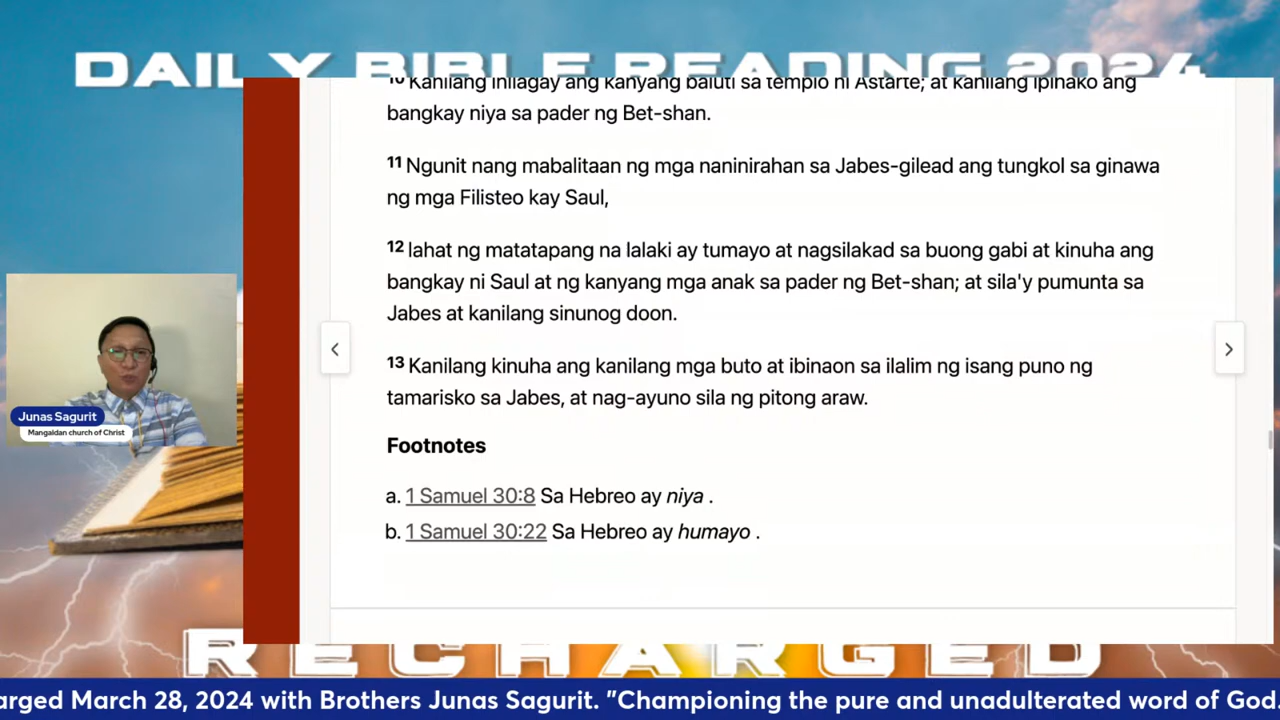 DAILY BIBLE READING 2024
10 Kanilang inilagay ang kanyang baluti sa templo ni Astarte; at kanilang ipinako ang
bangkay niya sa pader ng Bet-shan.
11 Ngunit nang mabalitaan ng mga naninirahan sa Jabes-gilead ang tungkol sa ginawa
ng mga Filisteo kay Saul,
12 lahat ng matatapang na lalaki ay tumayo at nagsilakad sa buong gabi at kinuha ang
bangkay ni Saul at ng kanyang mga anak sa pader ng Bet-shan; at sila'y pumunta sa
Jabes at kanilang sinunog doon.
13 Kanilang kinuha ang kanilang mga buto at ibinaon sa ilalim ng isang puno ng
tamarisko sa Jabes, at nag-ayuno sila ng pitong araw.
Footnotes
a. 1 Samuel 30:8 Sa Hebreo ay niya .
b. 1 Samuel 30:22 Sa Hebreo ay humayo .
Junas Sagurit
Mangaldan church of Christ
RECHARGED
arged March 28, 2024 with Brothers Junas Sagurit. "Championing the pure and unadulterated word of God.